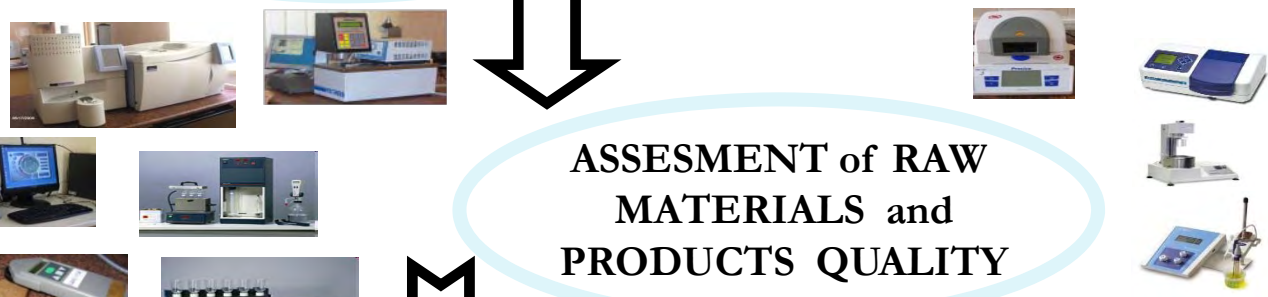 ASSESMENT of RAW
MATERIALS and
PRODUCTS QUALITY